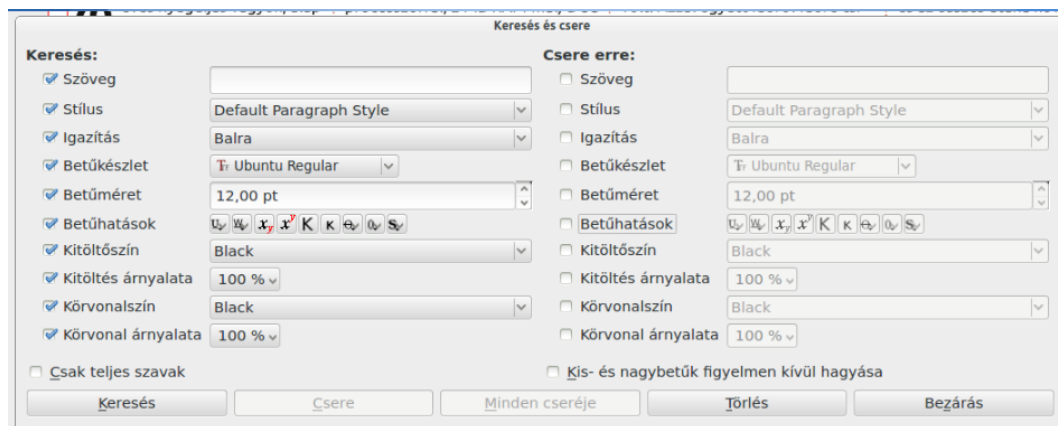 Keresés és csere
Keresés: Csere erre:
Szöveg Szöveg
Stílus Default Paragraph Style Stílus Default Paragraph Style
Igazítás Balra Igazítás Balra
Betűkészlet Ubuntu Regular Betűkészlet Ubuntu Regular
Betűméret 12,00 pt Betűméret 12,00 pt
Betűhatások Betűhatások
Kitöltőszín Black Kitöltőszín Black
Kitöltés árnyalata 100 % Kitöltés árnyalata 100 %
Körvonalszín Black Körvonalszín Black
Körvonal árnyalata 100 % Körvonal árnyalata 100 %
Csak teljes szavak Kis- és nagybetűk figyelmen kívül hagyása
Keresés Csere Minden cseréje Törlés Bezárás